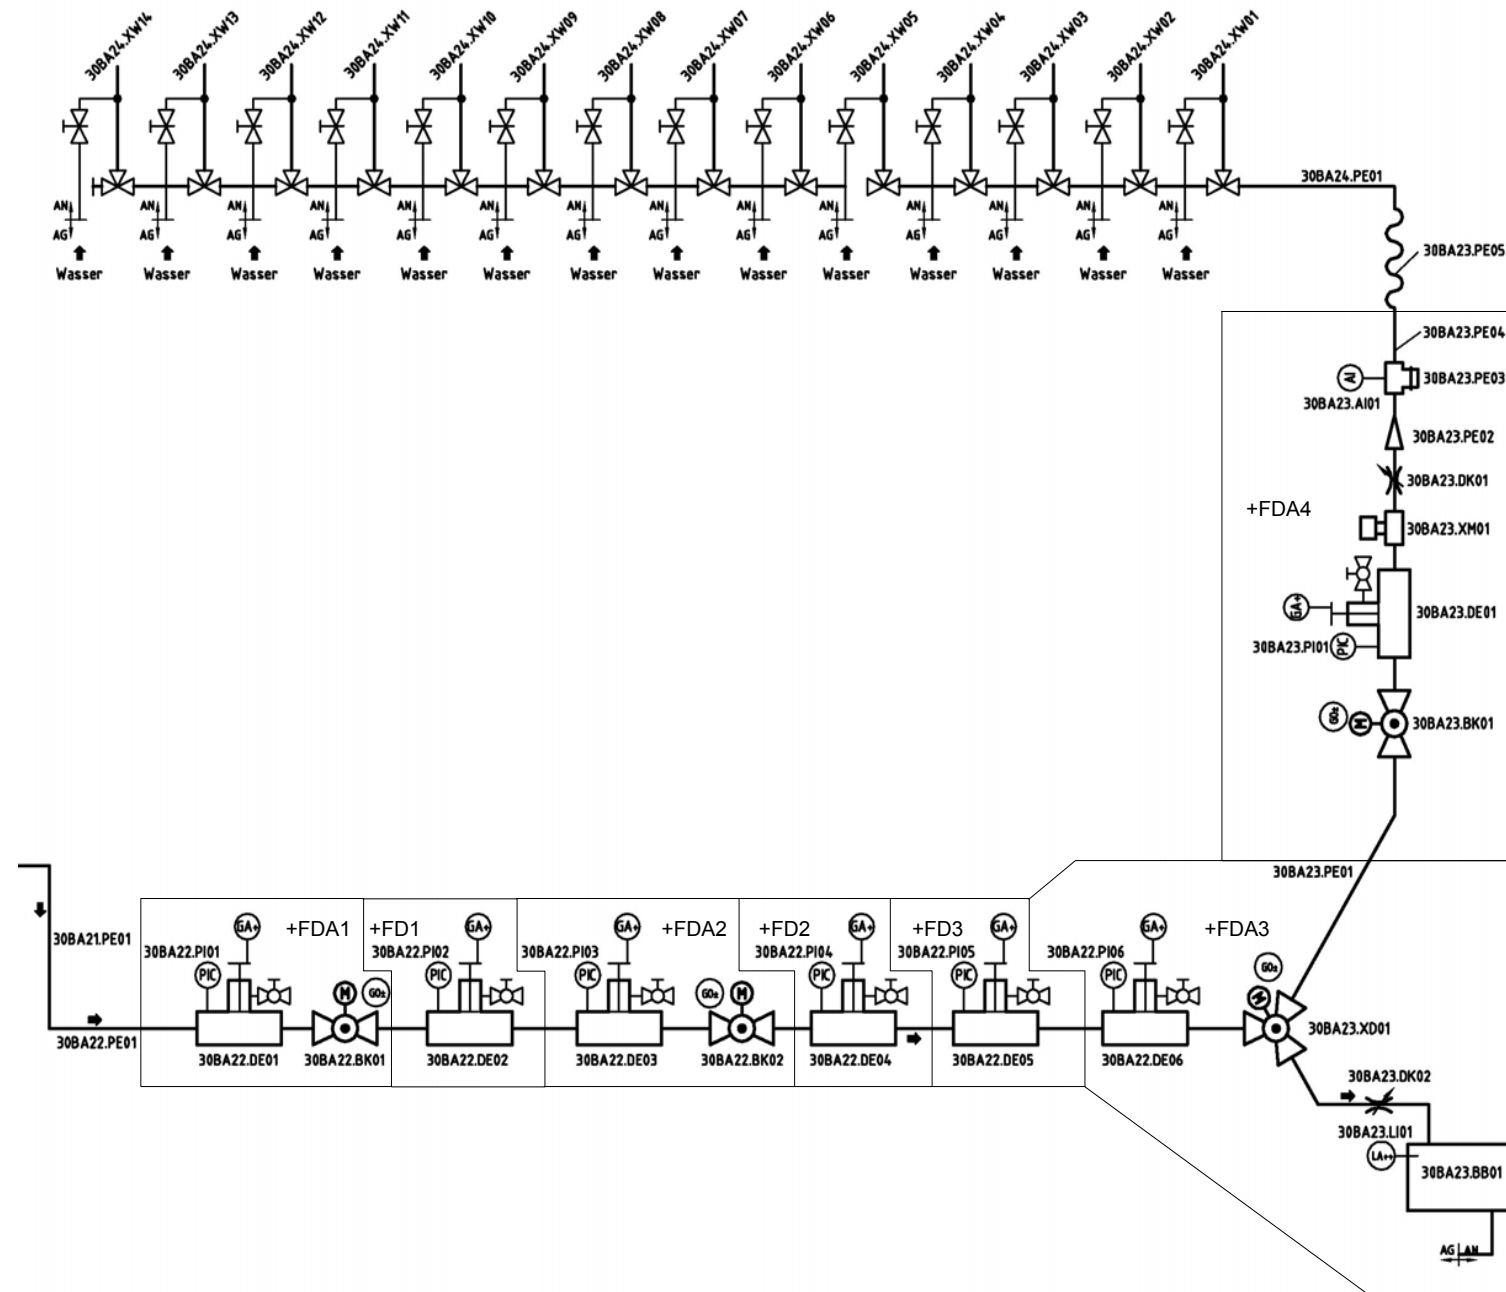 30BA24.XW14
30BA24.XW13
30BA24.XW12
30BA24.XW11
30BA24.XW10
30BA24.XW09
30BA24.XW08
30BA24.XW07
30BA24.XW06
30BA24.XW05
30BA24.XW04
30BA24.XW03
30BA24.XW02
30BA24.XW01
30BA24.PE01
AN AN AN AN AN AN AN AN AN AN AN AN AN AN
AG AG AG AG AG AG AG AG AG AG AG AG AG AG
Wasser Wasser Wasser Wasser Wasser Wasser Wasser Wasser Wasser Wasser Wasser Wasser Wasser Wasser
30BA23.PE05
30BA23.PE04
AI
30BA23.PE03
30BA23.AI01
30BA23.PE02
30BA23.DK01
+FDA4
30BA23.XM01
GA+
30BA23.DE01
30BA23.PI01
PIC
GO±
M
30BA23.BK01
30BA23.PE01
30BA21.PE01
30BA22.PE01
+FDA1
+FD1
+FDA2
+FD2
+FD3
+FDA3
GA+ GA+ GA+ GA+ GA+ GA+
30BA22.PI01
30BA22.PI02
30BA22.PI03
30BA22.PI04
30BA22.PI05
30BA22.PI06
PIC PIC PIC PIC PIC PIC
M
GO±
GO±
M
GO±
M
30BA22.DE01
30BA22.BK01
30BA22.DE02
30BA22.DE03
30BA22.BK02
30BA22.DE04
30BA22.DE05
30BA22.DE06
30BA23.XD01
30BA23.DK02
30BA23.LI01
LA++
30BA23.BB01
AG AN